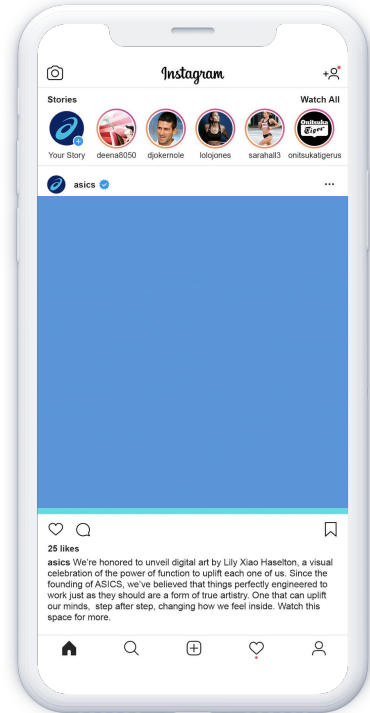 Instagram
Stories Watch All
Onitsuka
Tiger
Your Story deena8050 djokernole lolojones sarahall3 onitsukatigerus
asics
25 likes
asics We're honored to unveil digital art by Lily Xiao Haselton, a visual
celebration of the power of function to uplift each one of us. Since the
founding of ASICS, we've believed that things perfectly engineered to
work just as they should are a form of true artistry. One that can uplift
our minds, step after step, changing how we feel inside. Watch this
space for more.